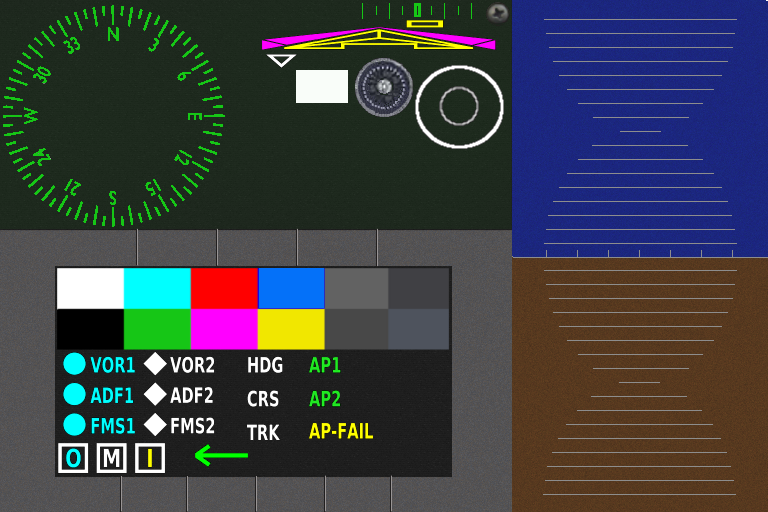 N
33 3
30 6
W E
24 12
21 15
S
VOR1 VOR2 HDG AP1
ADF1 ADF2 CRS AP2
FMS1 FMS2 TRK AP-FAIL
O M I